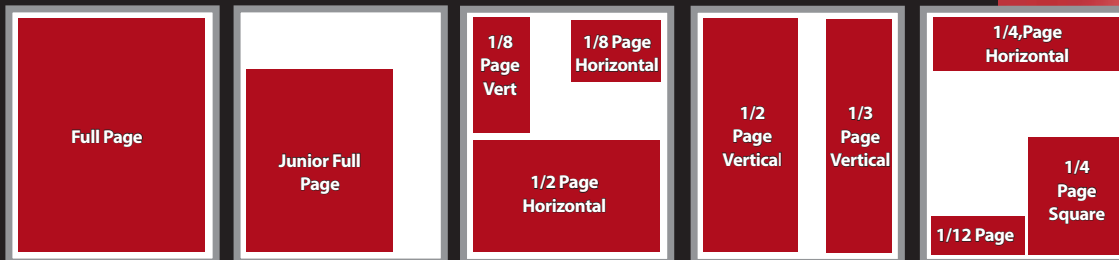 Full Page
Junior Full
Page
1/8
Page
Vert
1/8 Page
Horizontal
1/2 Page
Horizontal
1/2
Page
Vertical
1/3
Page
Vertical
1/4,Page
Horizontal
1/4
Page
Square
1/12 Page